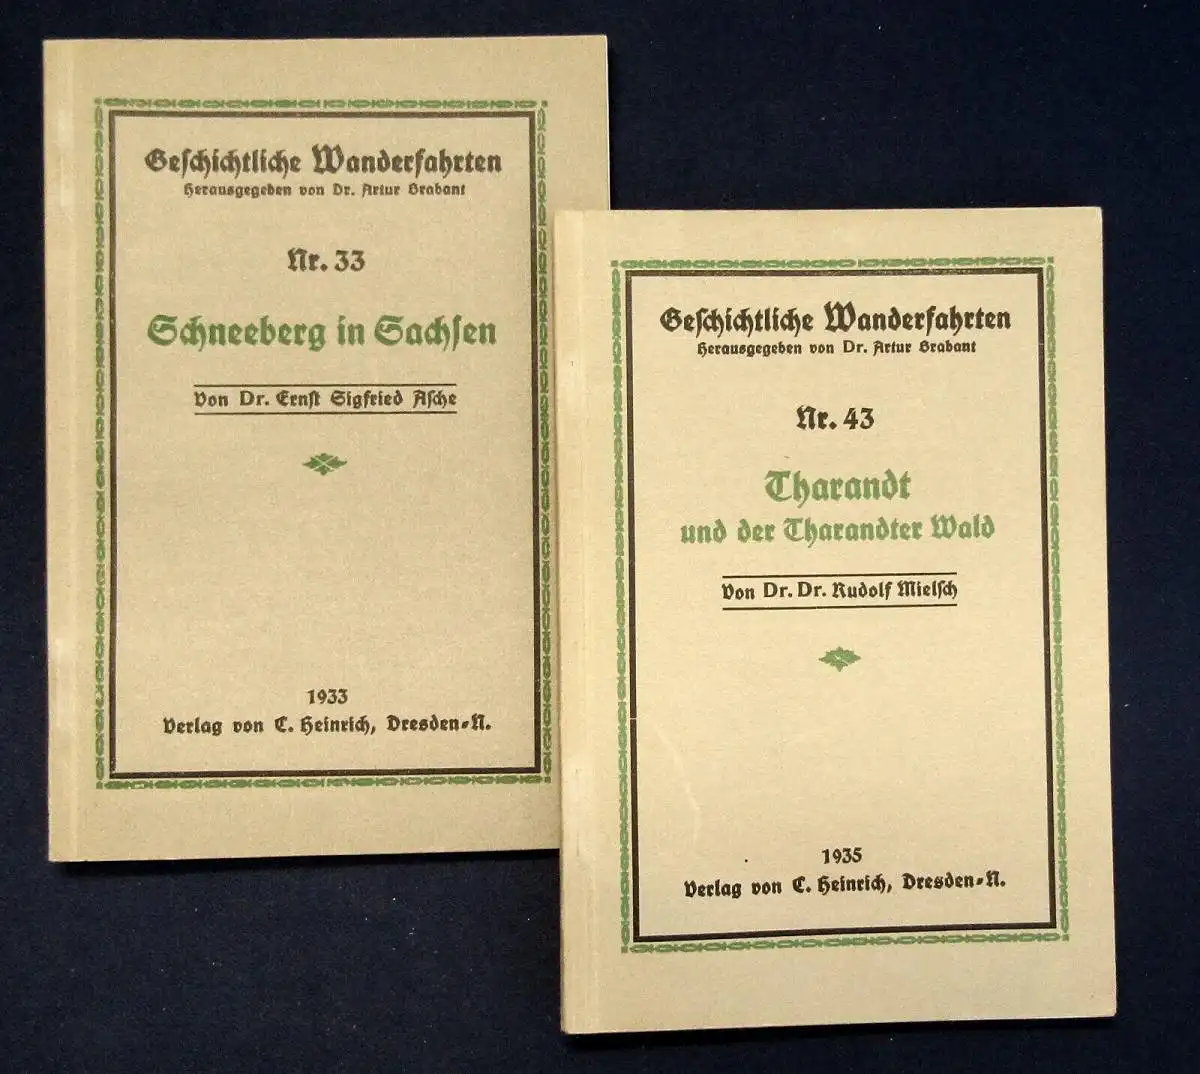 Geschichtliche Wanderfahrten
Herausgegeben von Dr. Artur Brabant
Nr. 33
Schneeberg in Sachsen
Von Dr. Ernst Sigfried Asche
1933
Verlag von C. Heinrich, Dresden-N.
Geschichtliche Wanderfahrten
Herausgegeben von Dr. Artur Brabant
Nr. 43
Tharandt
und der Tharandter Wald
Von Dr. Dr. Rudolf Mielsch
1935
Verlag von C. Heinrich, Dresden-N.